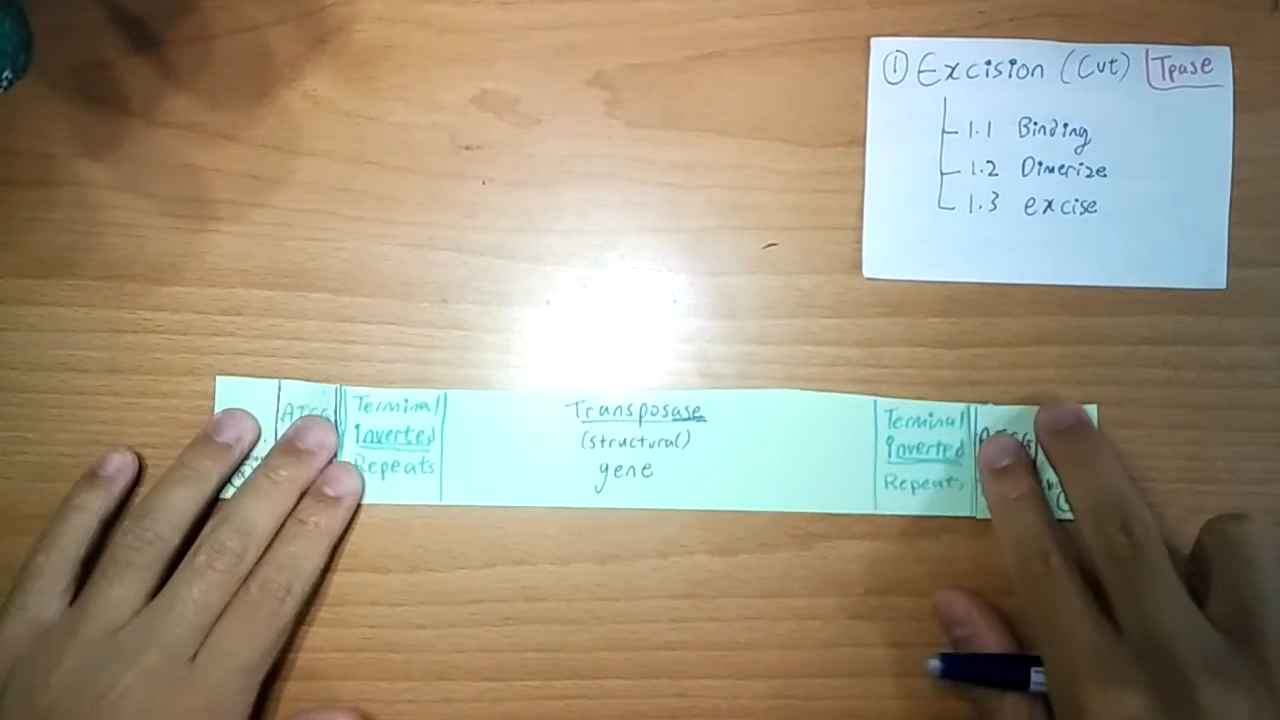 ① Excision (Cut) Tpase
1.1 Binding
1.2 Dimerize
1.3 excise
Terminal
inverted
Repeats
Transposase
(structural)
gene
Terminal
inverted
Repeats